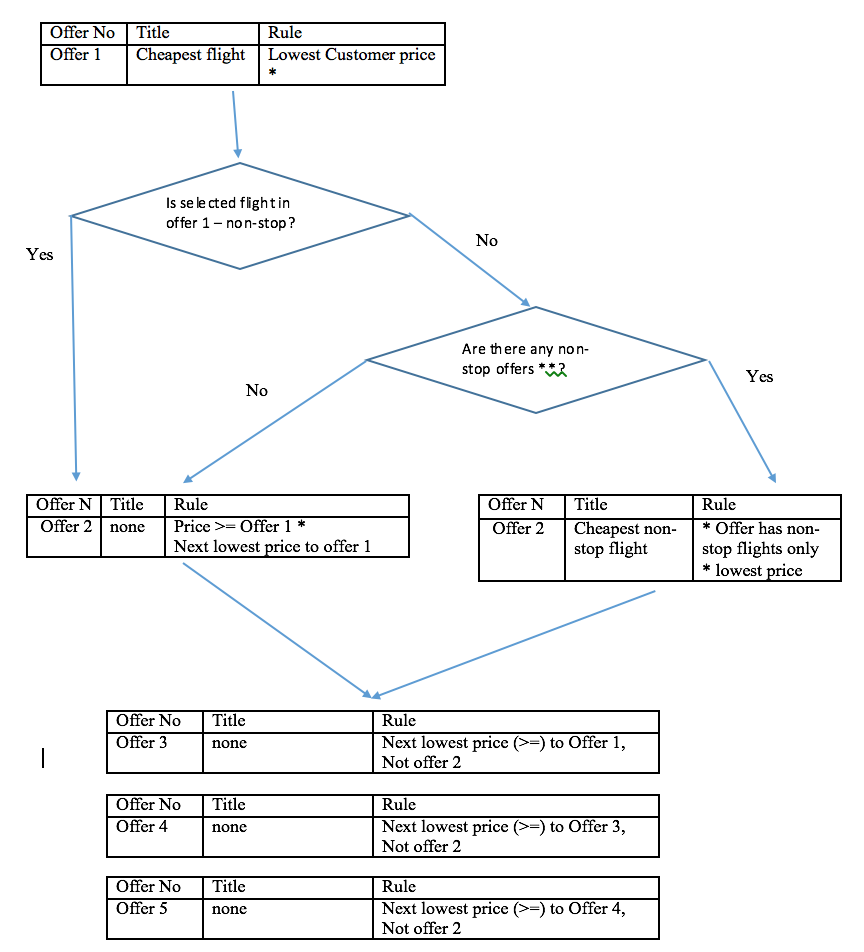 Offer No Title Rule
Offer 1 Cheapest flight Lowest Customer price
*
Is selected flight in
offer 1 – non-stop?
Yes
No
Are there any non-
stop offers **?
No
Yes
Offer N Title Rule
Offer 2 none Price >= Offer 1 *
Next lowest price to offer 1
Offer N Title Rule
Offer 2 Cheapest non- * Offer has non-
stop flight stop flights only
* lowest price
Offer No Title Rule
Offer 3 none Next lowest price (>=) to Offer 1,
Not offer 2
Offer No Title Rule
Offer 4 none Next lowest price (>=) to Offer 3,
Not offer 2
Offer No Title Rule
Offer 5 none Next lowest price (>=) to Offer 4,
Not offer 2